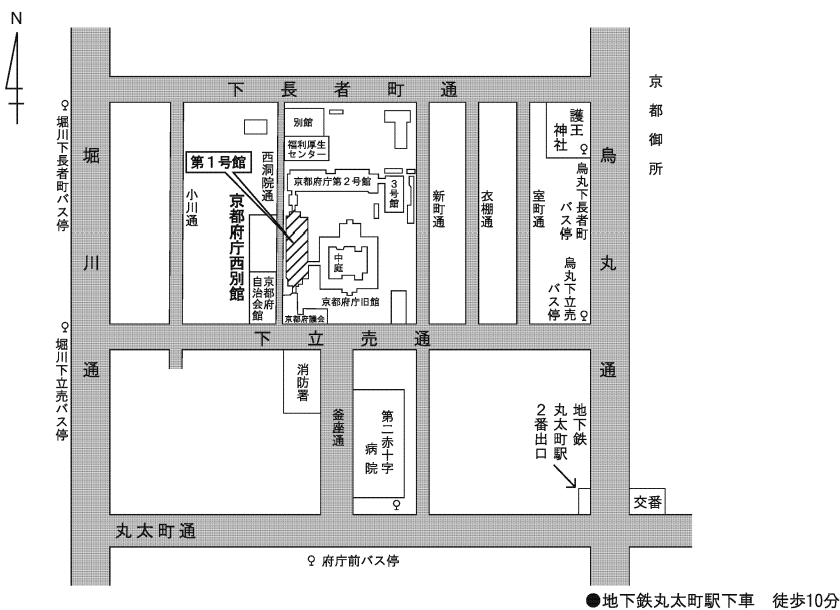 N
下長者町通
京都御所
堀川下長者町バス停
堀川通
別館
福利厚生
センター
護王
神社
第1号館
西洞院通
京都府庁第2号館
3号館
小川通
新町通
衣棚通
室町通
烏丸下長者町
バス停
烏丸通
京都府庁西別館
中庭
京都府
自治会館
京都府庁旧館
烏丸下立売
バス停
京都府議会
下立売通
堀川下立売バス停
消防署
釜座通
第二赤十字
病院
地下鉄
丸太町駅
2番出口
交番
丸太町通
府庁前バス停
●地下鉄丸太町駅下車 徒歩10分